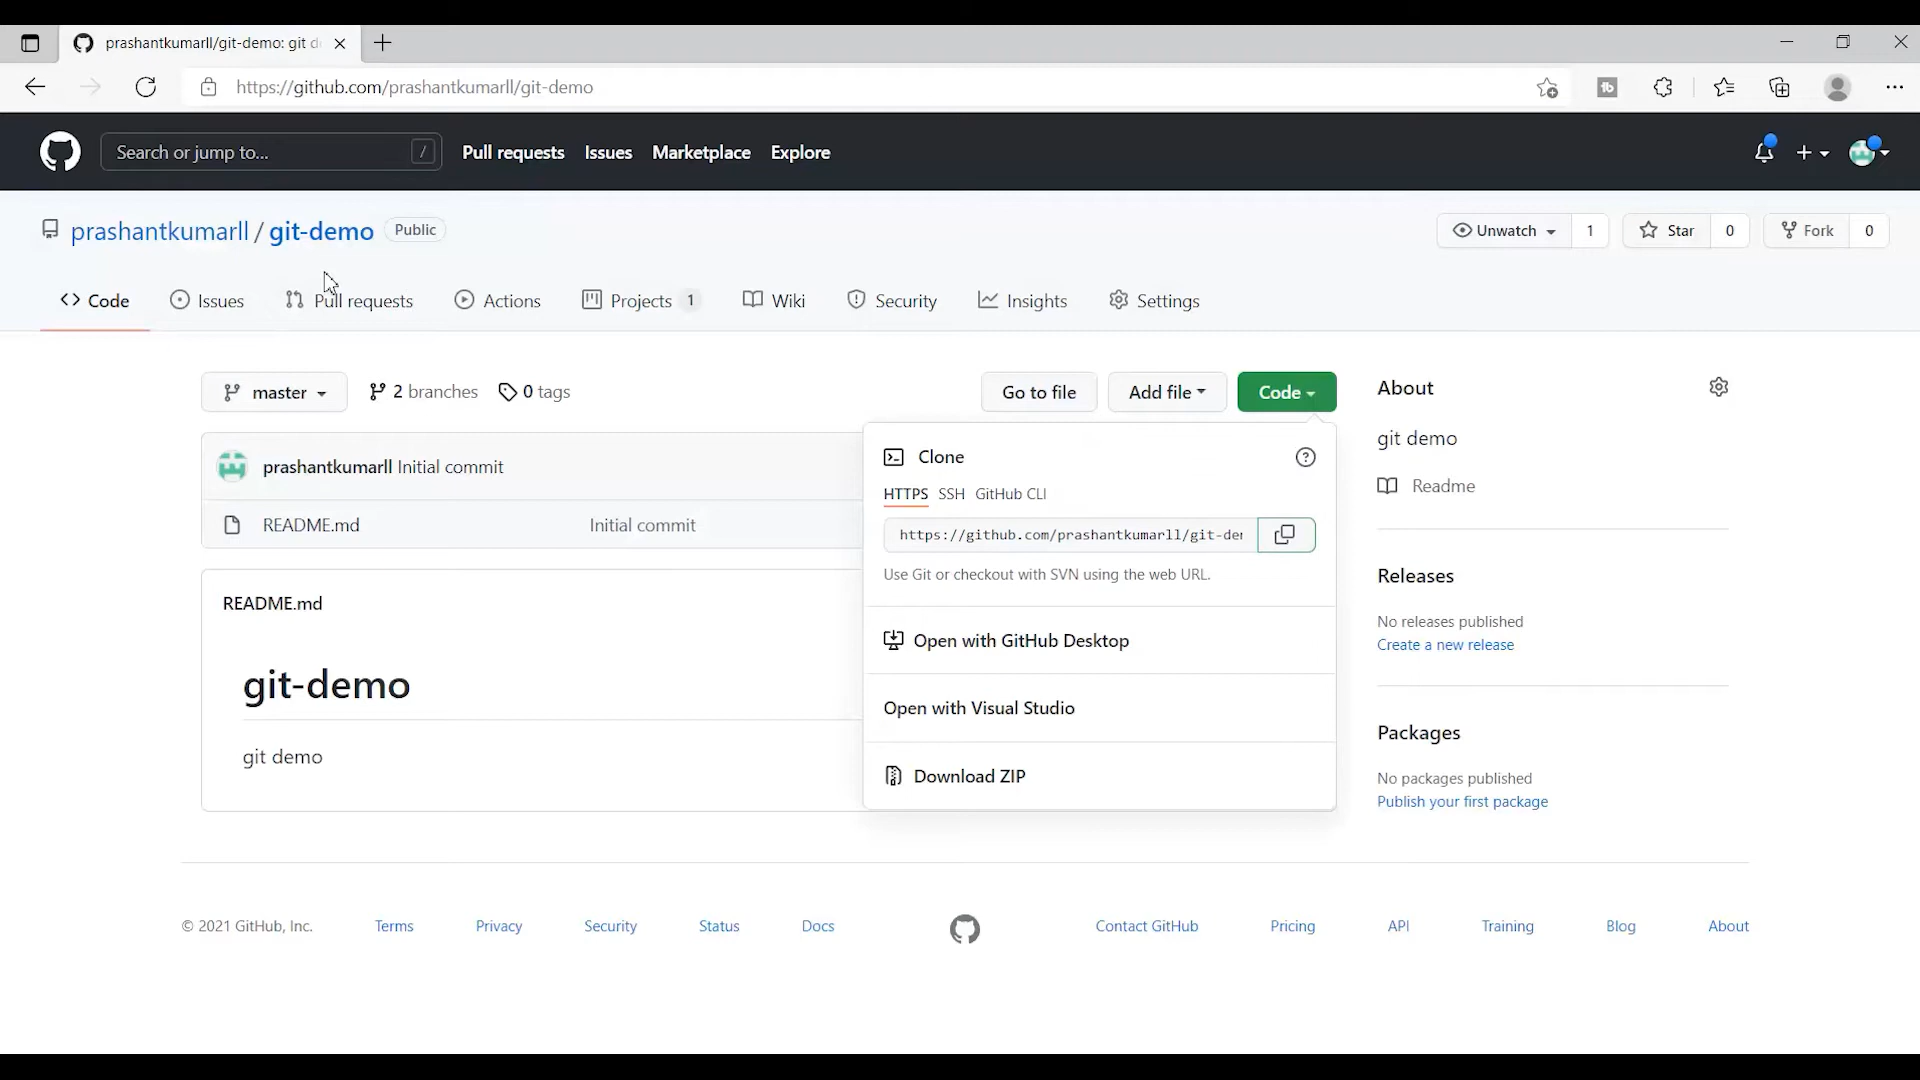 prashantkumarll/git-demo: git d
https://github.com/prashantkumarll/git-demo
Search or jump to... /
Pull requests Issues Marketplace Explore
prashantkumarll / git-demo Public
Unwatch 1 Star 0 Fork 0
Code Issues Pull requests Actions Projects 1 Wiki Security Insights Settings
master 2 branches 0 tags Go to file Add file Code
prashantkumarll Initial commit
README.md Initial commit
README.md
git-demo
git demo
Clone
HTTPS SSH GitHub CLI
https://github.com/prashantkumarll/git-der
Use Git or checkout with SVN using the web URL.
Open with GitHub Desktop
Open with Visual Studio
Download ZIP
About
git demo
Readme
Releases
No releases published
Create a new release
Packages
No packages published
Publish your first package
© 2021 GitHub, Inc. Terms Privacy Security Status Docs Contact GitHub Pricing API Training Blog About